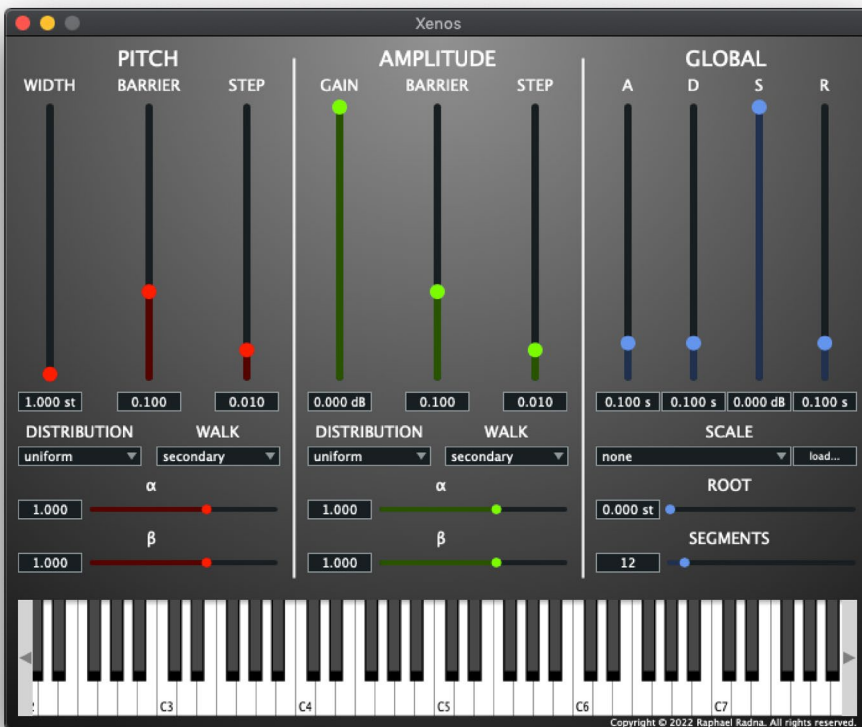 Xenos
PITCH AMPLITUDE GLOBAL
WIDTH BARRIER STEP GAIN BARRIER STEP A D S R
1.000 st 0.100 0.010 0.000 dB 0.100 0.010 0.100 s 0.100 s 0.000 dB 0.100 s
DISTRIBUTION WALK DISTRIBUTION WALK SCALE
uniform secondary uniform secondary none load...
α α ROOT
1.000 1.000 0.000 st
β β SEGMENTS
1.000 1.000 12
C3 C4 C5 C6 C7
Copyright © 2022 Raphael Radna. All rights reserved.